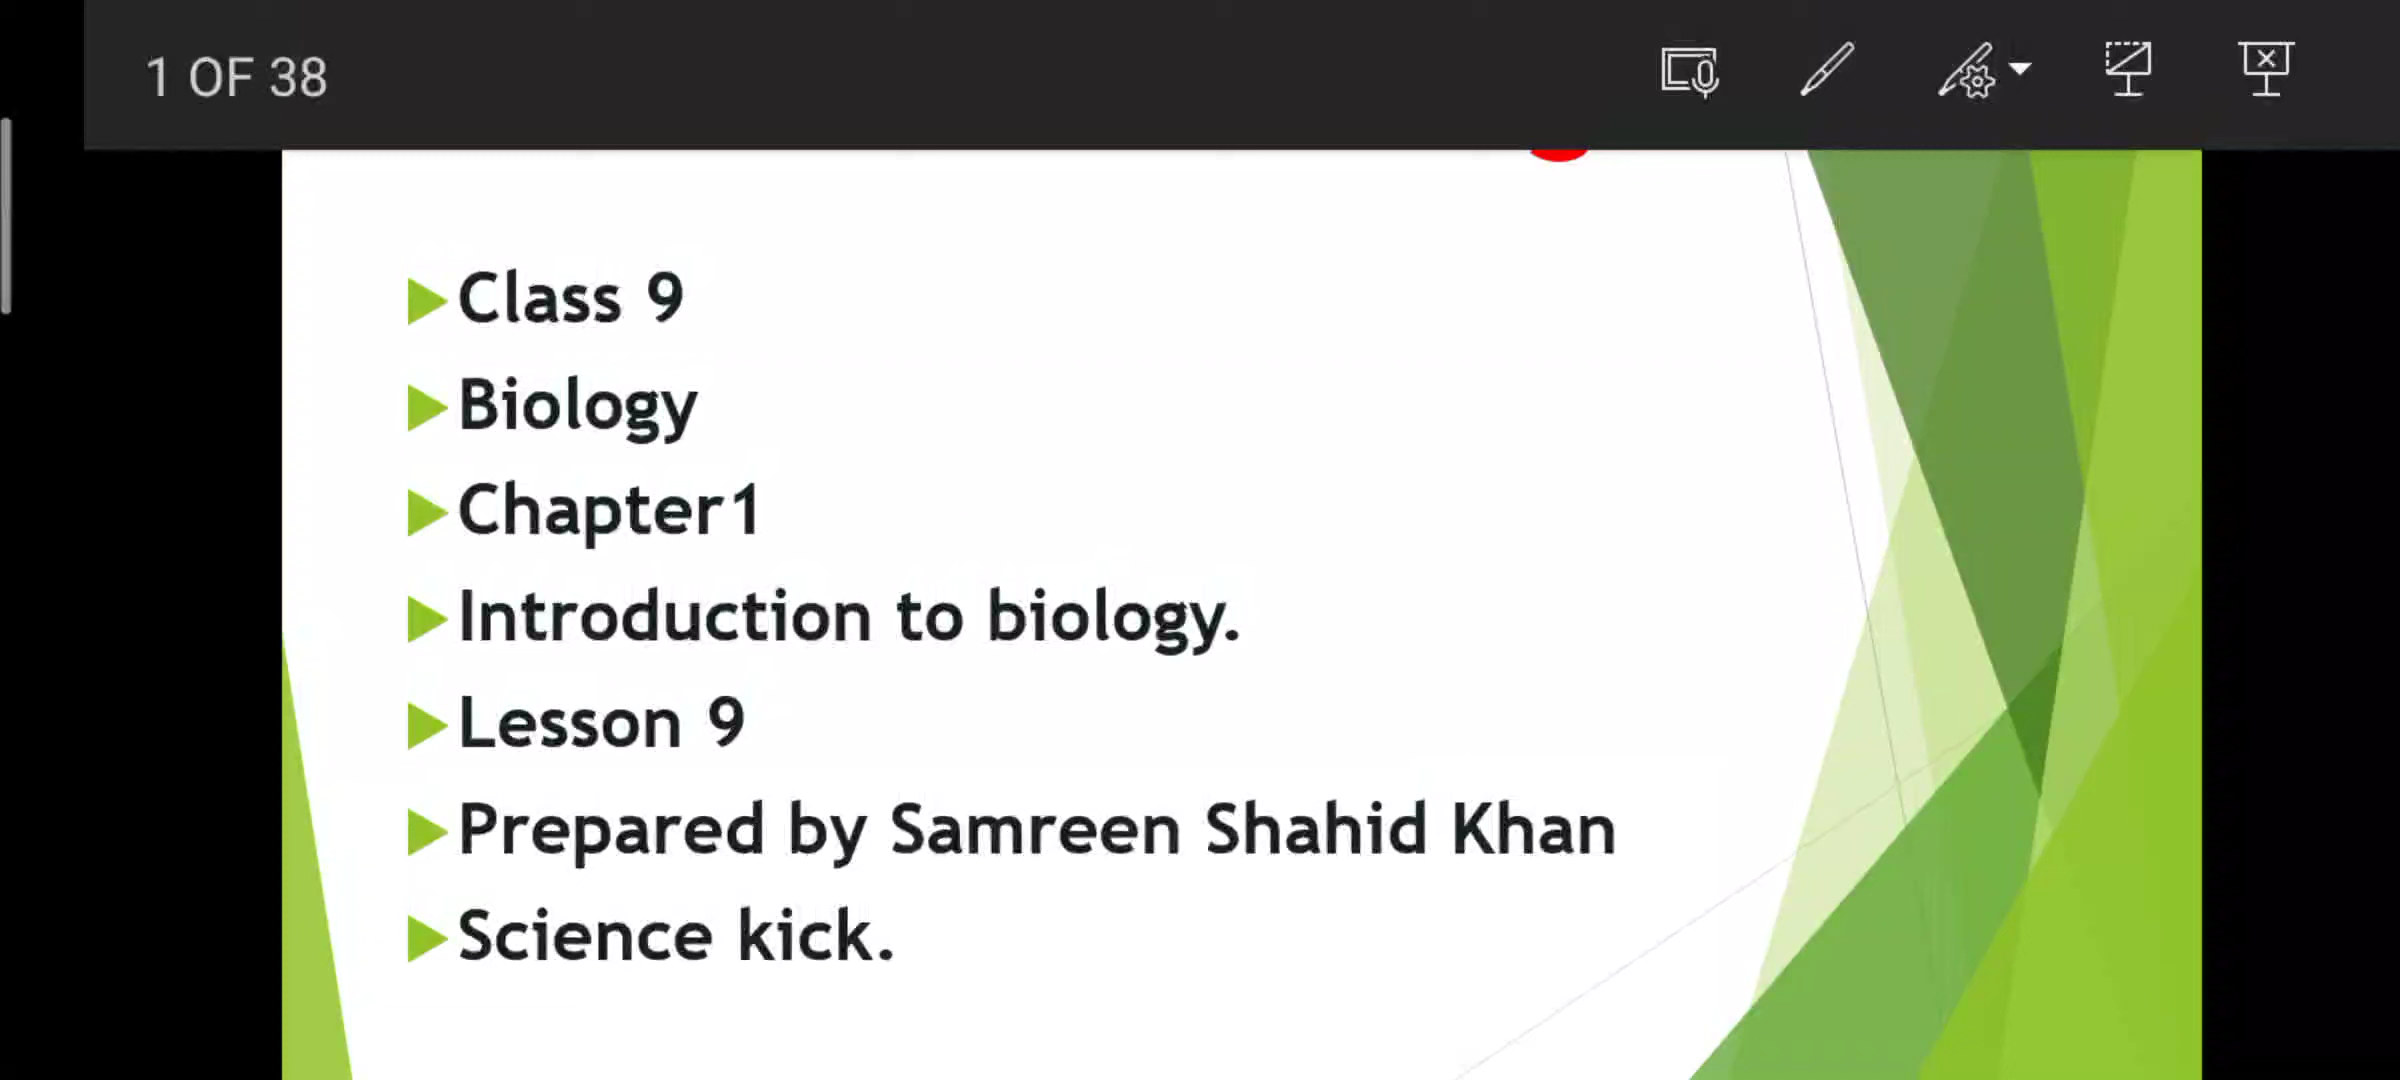 1 OF 38
Class 9
Biology
Chapter1
Introduction to biology.
Lesson 9
Prepared by Samreen Shahid Khan
Science kick.